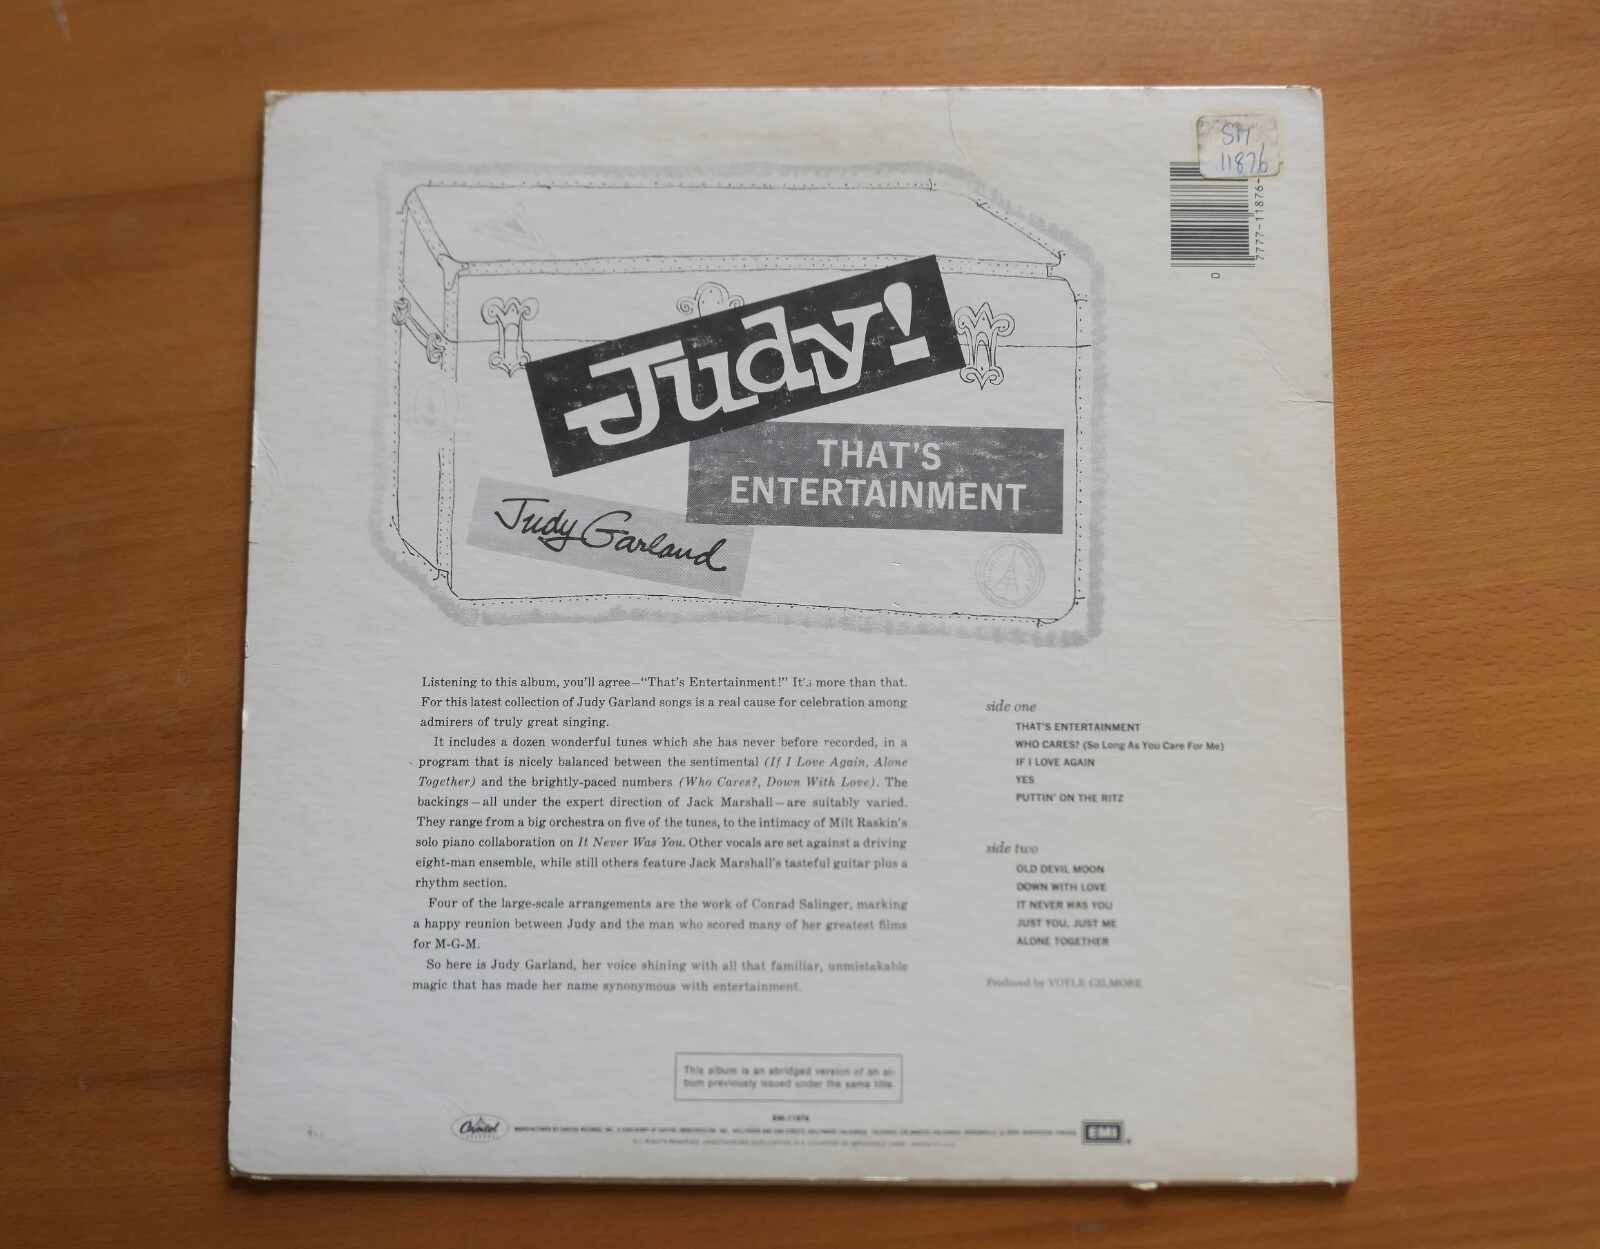 SM
11876
7777-11876-
0
Judy!
THAT'S
ENTERTAINMENT
Judy Garland
Listening to this album, you'll agree—"That's Entertainment!" It's more than that.
For this latest collection of Judy Garland songs is a real cause for celebration among
admirers of truly great singing.
It includes a dozen wonderful tunes which she has never before recorded, in a
program that is nicely balanced between the sentimental (If I Love Again, Alone
Together) and the brightly-paced numbers (Who Cares?, Down With Love). The
backings—all under the expert direction of Jack Marshall—are suitably varied.
They range from a big orchestra on five of the tunes, to the intimacy of Milt Raskin's
solo piano collaboration on It Never Was You. Other vocals are set against a driving
eight-man ensemble, while still others feature Jack Marshall's tasteful guitar plus a
rhythm section.
Four of the large-scale arrangements are the work of Conrad Salinger, marking
a happy reunion between Judy and the man who scored many of her greatest films
for M-G-M.
So here is Judy Garland, her voice shining with all that familiar, unmistakable
magic that has made her name synonymous with entertainment.
side one
THAT'S ENTERTAINMENT
WHO CARES? (So Long As You Care For Me)
IF I LOVE AGAIN
YES
PUTTIN' ON THE RITZ
side two
OLD DEVIL MOON
DOWN WITH LOVE
IT NEVER WAS YOU
JUST YOU, JUST ME
ALONE TOGETHER
Produced by VOYLE GILMORE
This album is an abridged version of an al-
bum previously issued under the same title.
SM-11876
Capitol
EMI